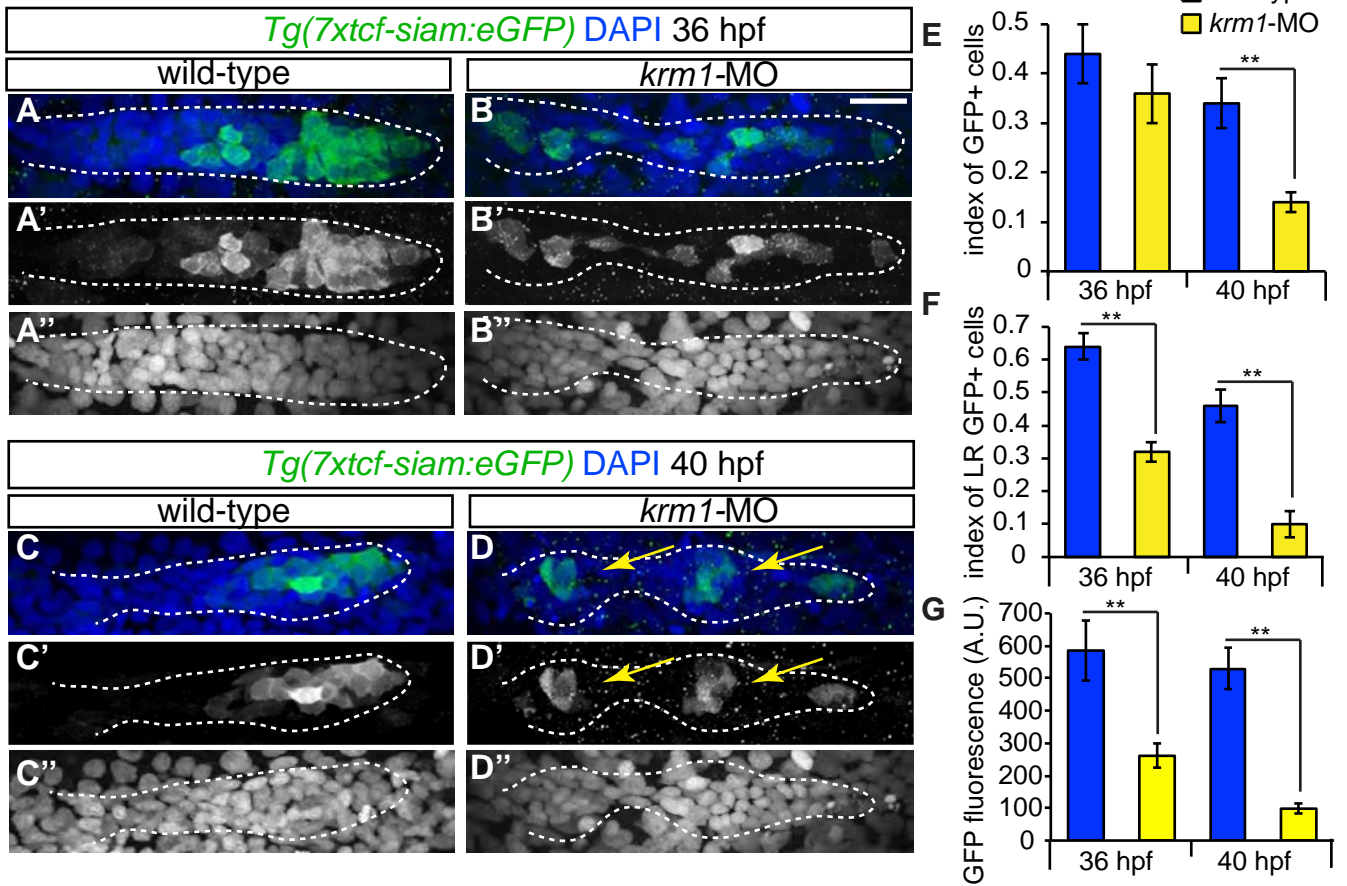 Tg(7xtcf-siam:eGFP) DAPI 36 hpf
wild-type
krm1-MO
A
B
A'
B'
A''
B''
Tg(7xtcf-siam:eGFP) DAPI 40 hpf
wild-type
krm1-MO
C
D
C'
D'
C''
D''
krm1-MO
E
index of GFP+ cells
0.5
0.4
0.3
0.2
0.1
0
**
36 hpf
40 hpf
F
index of LR GFP+ cells
0.7
0.6
0.5
0.4
0.3
0.2
0.1
0
**
**
36 hpf
40 hpf
G
GFP fluorescence (A.U.)
700
600
500
400
300
200
100
0
**
**
36 hpf
40 hpf